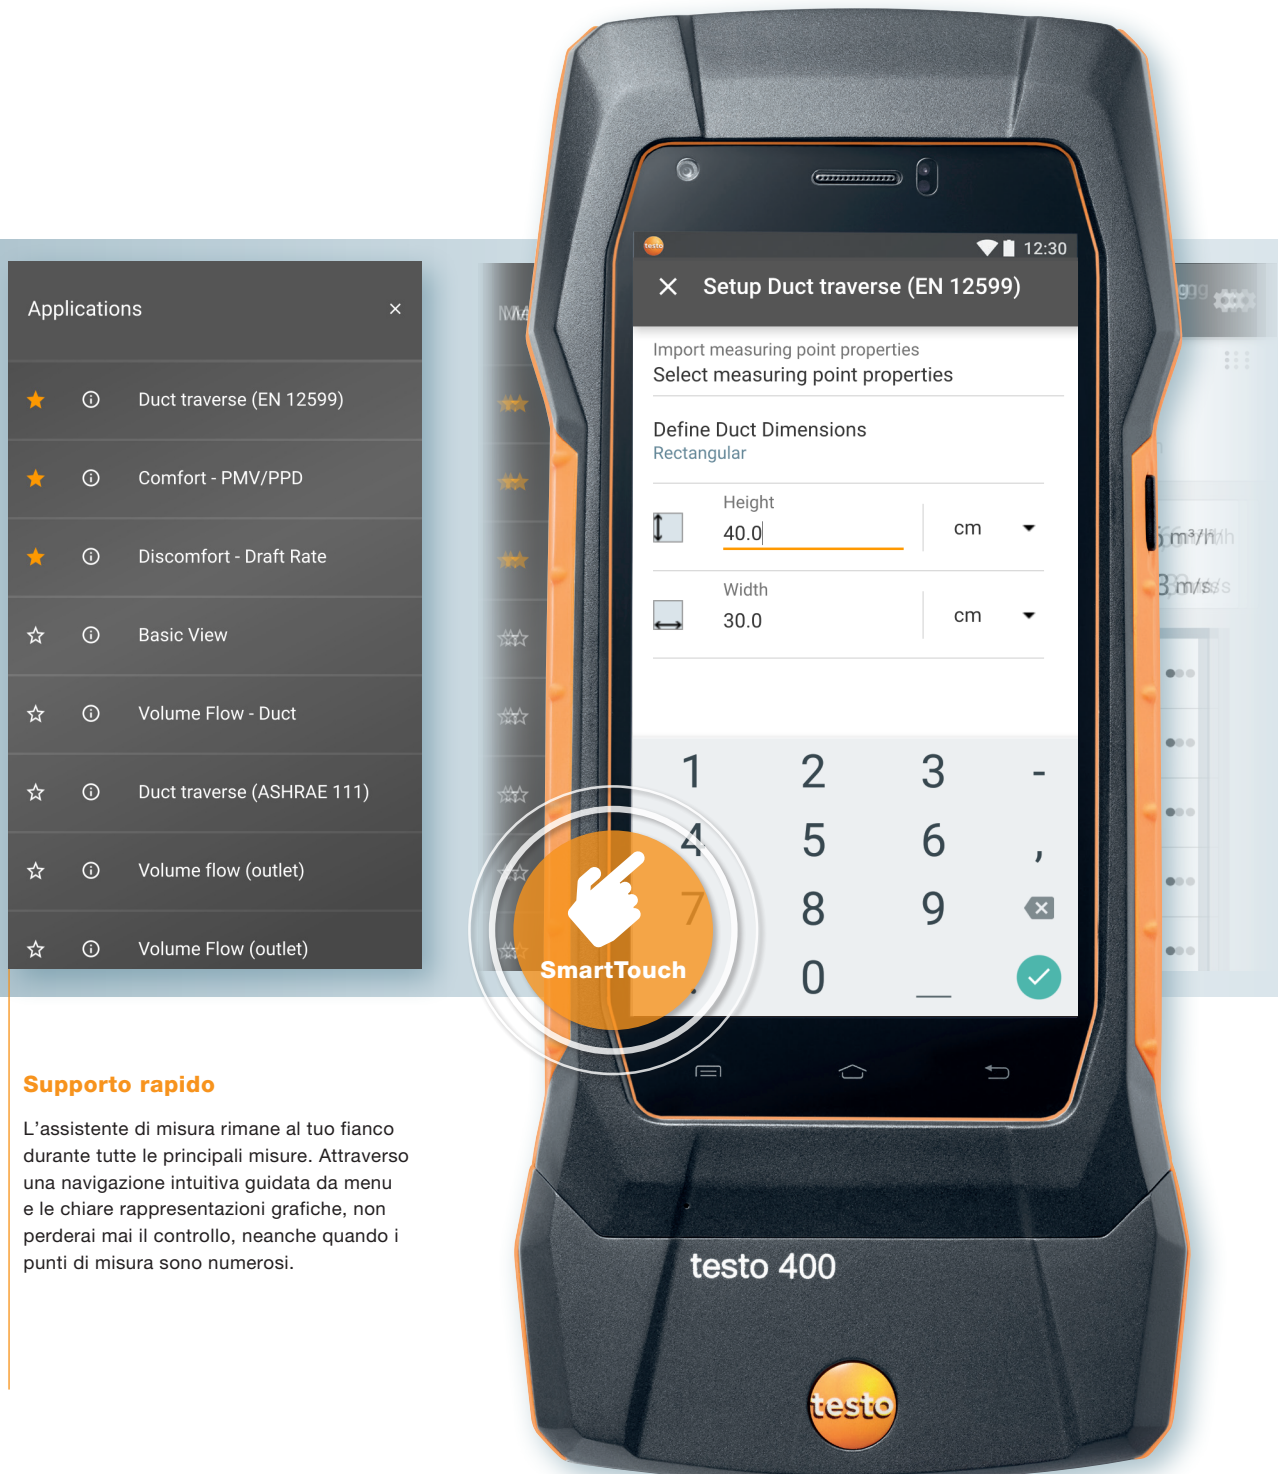 Applications
Duct traverse (EN 12599)
Comfort - PMV/PPD
Discomfort - Draft Rate
Basic View
Volume Flow - Duct
Duct traverse (ASHRAE 111)
Volume flow (outlet)
Volume Flow (outlet)
testo
12:30
Setup Duct traverse (EN 12599)
Import measuring point properties
Select measuring point properties
Define Duct Dimensions
Rectangular
Height
40.0
cm
Width
30.0
cm
1 2 3 -
4 5 6 ,
7 8 9
. 0 _
SmartTouch
m³/h
m/s
Supporto rapido
L'assistente di misura rimane al tuo fianco
durante tutte le principali misure. Attraverso
una navigazione intuitiva guidata da menu
e le chiare rappresentazioni grafiche, non
perderai mai il controllo, neanche quando i
punti di misura sono numerosi.
testo 400
testo